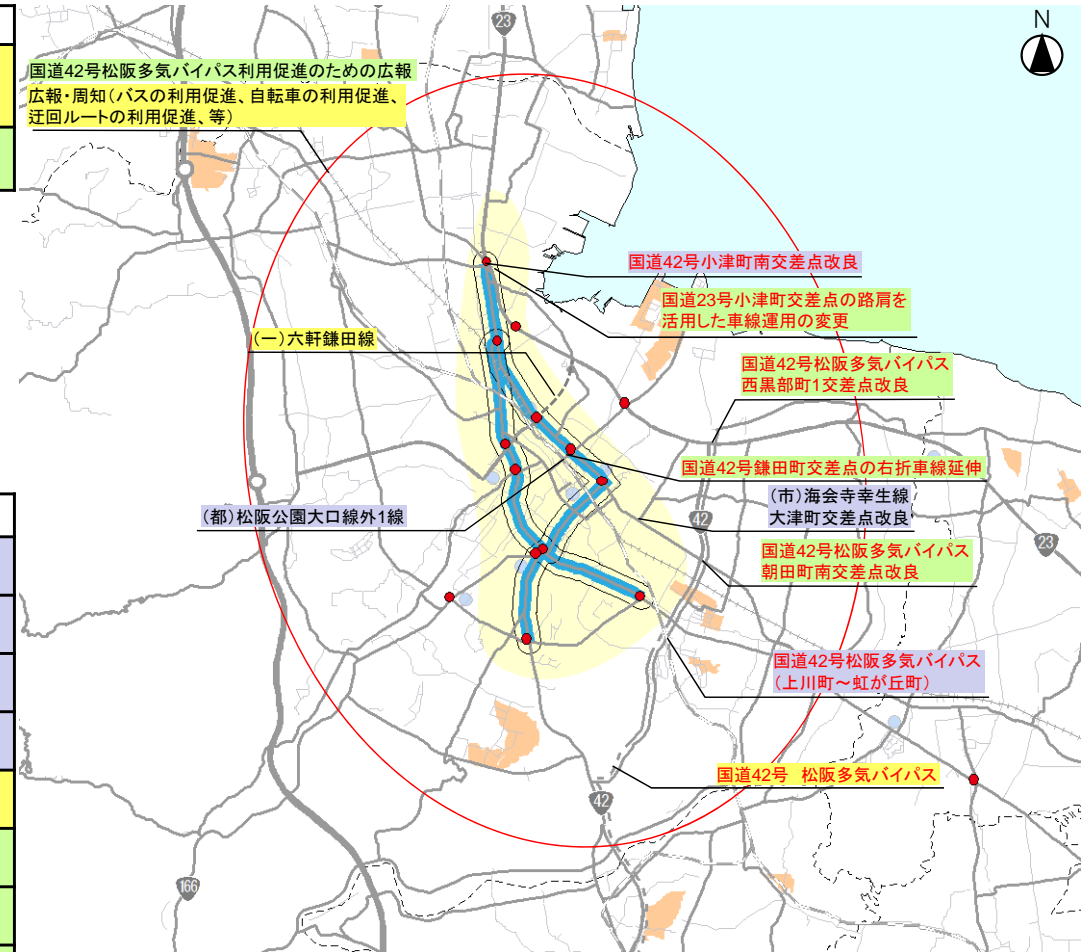 23
N
国道42号松阪多気バイパス利用促進のための広報
広報・周知(バスの利用促進、自転車の利用促進、
迂回ルートの利用促進、等)
国道42号小津町南交差点改良
国道23号小津町交差点の路肩を
活用した車線運用の変更
(一)六軒鎌田線
国道42号松阪多気バイパス
西黒部町1交差点改良
国道42号鎌田町交差点の右折車線延伸
(市)海会寺幸生線
大津町交差点改良
(都)松阪公園大口線外1線
42
23
国道42号松阪多気バイパス
朝田町南交差点改良
国道42号松阪多気バイパス
(上川町~虹が丘町)
国道42号 松阪多気バイパス
42
166